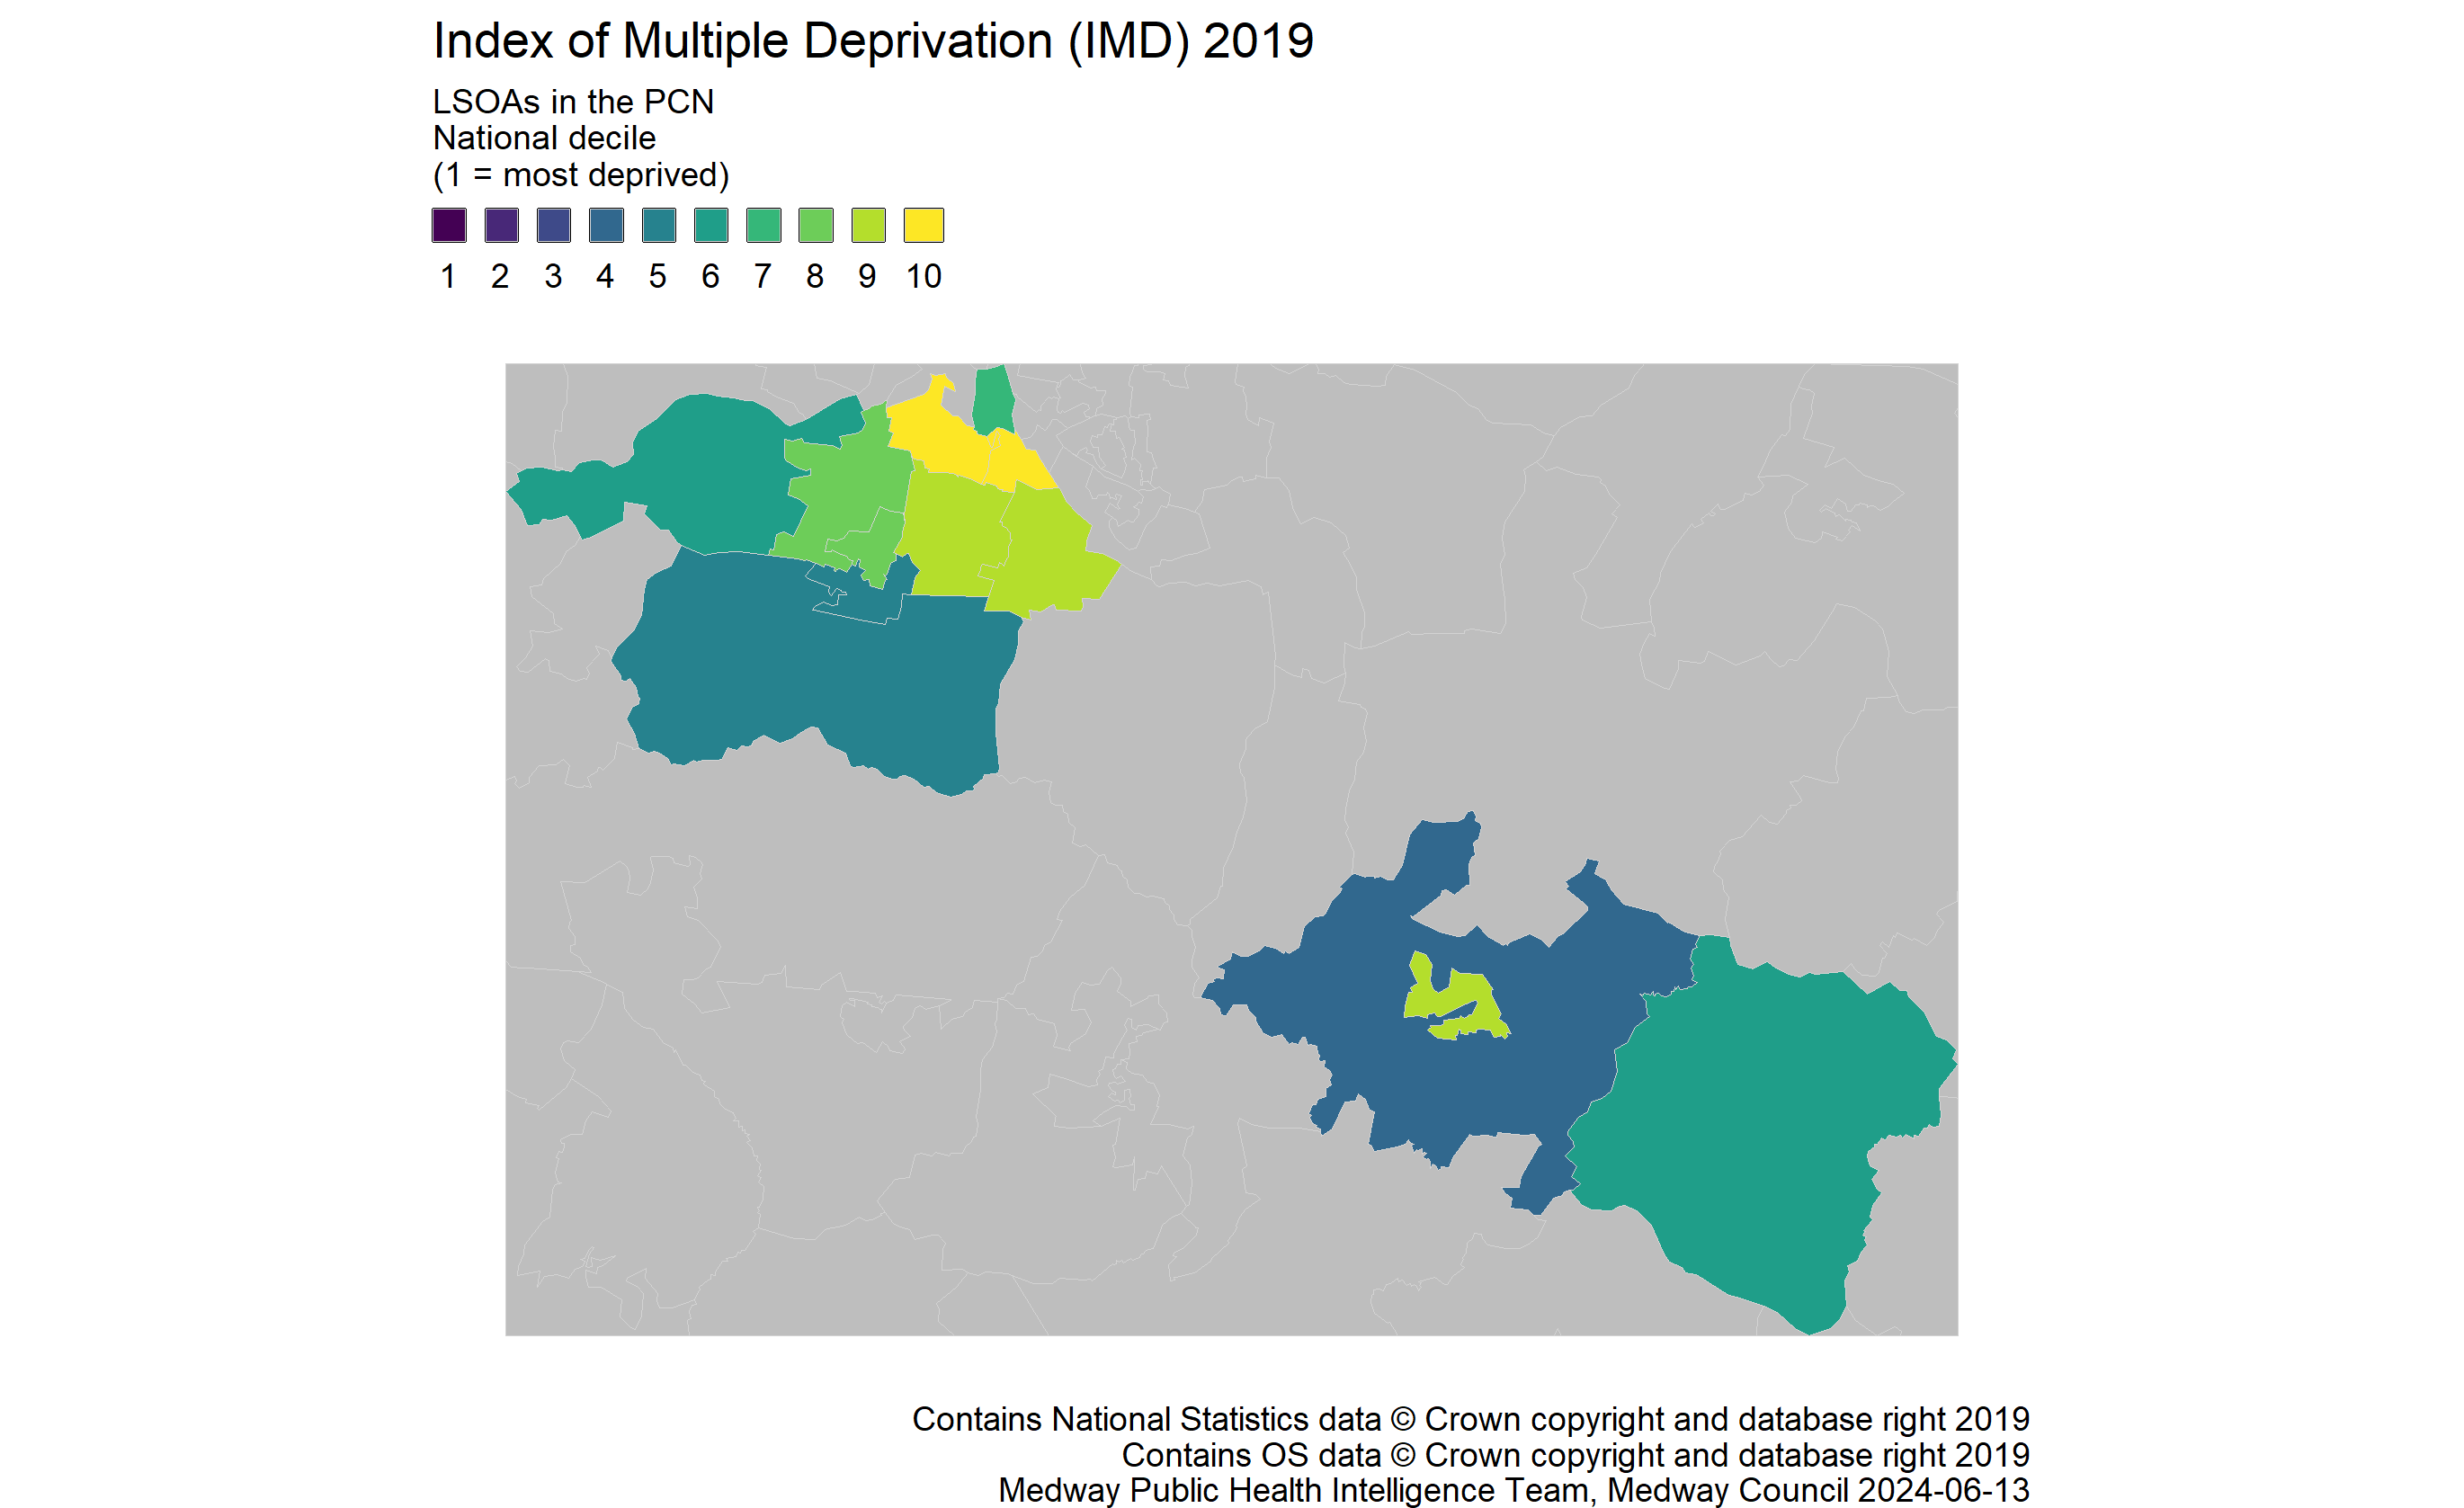 Index of Multiple Deprivation (IMD) 2019
LSOAs in the PCN
National decile
(1 = most deprived)
1 2 3 4 5 6 7 8 9 10
Contains National Statistics data © Crown copyright and database right 2019
Contains OS data © Crown copyright and database right 2019
Medway Public Health Intelligence Team, Medway Council 2024-06-13